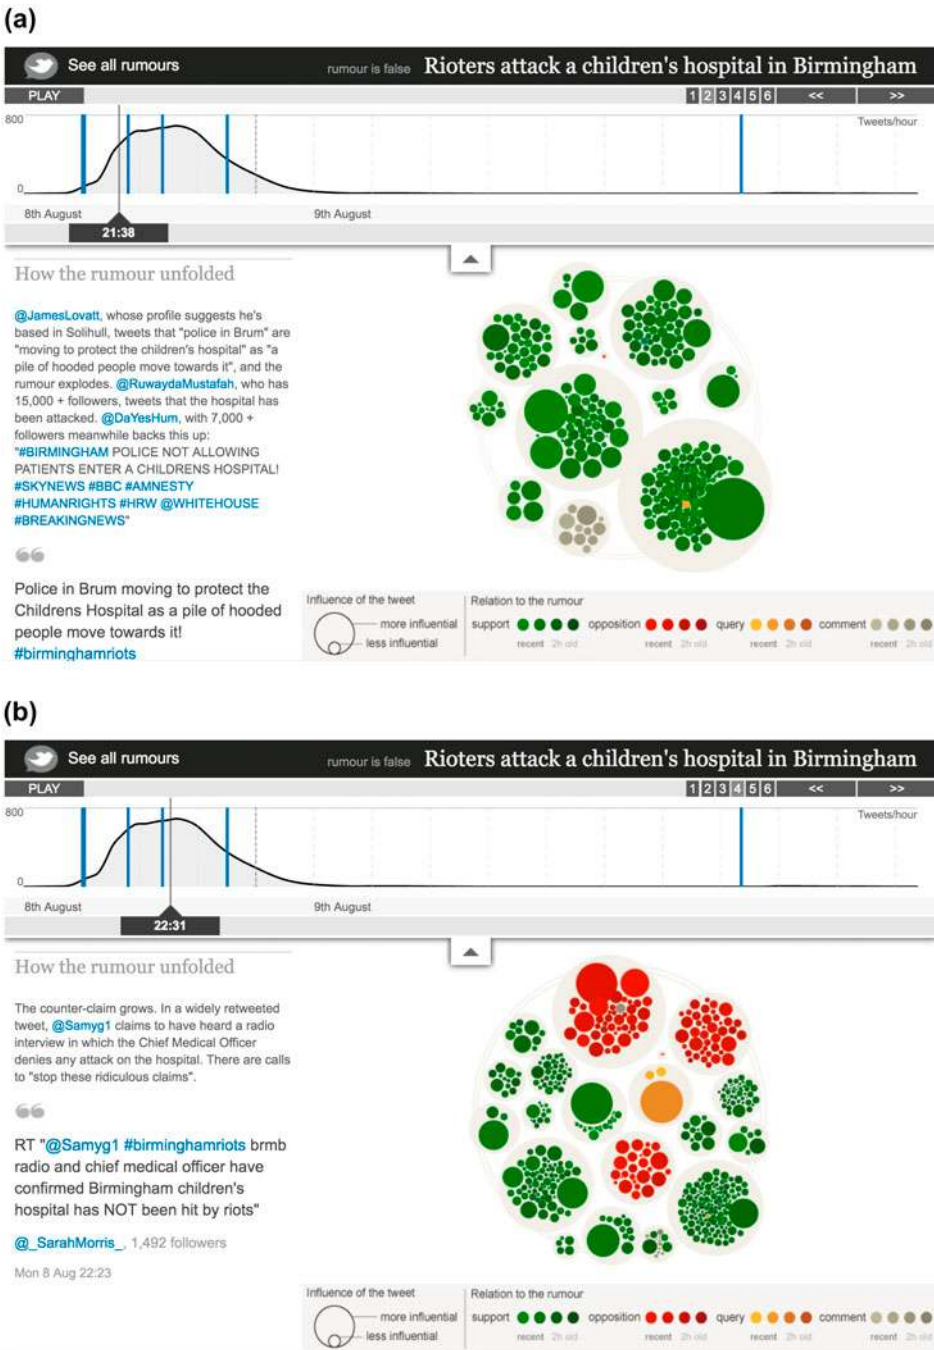 (a)
See all rumours
rumour is false Rioters attack a children's hospital in Birmingham
PLAY
1 2 3 4 5 6 << >>
800
Tweets/hour
0
8th August
9th August
21:38
How the rumour unfolded
@JamesLovatt, whose profile suggests he's
based in Solihull, tweets that "police in Brum" are
"moving to protect the children's hospital" as "a
pile of hooded people move towards it", and the
rumour explodes. @RuwaydaMustafah, who has
15,000 + followers, tweets that the hospital has
been attacked. @DaYesHum, with 7,000 +
followers meanwhile backs this up:
"#BIRMINGHAM POLICE NOT ALLOWING
PATIENTS ENTER A CHILDRENS HOSPITAL!
#SKYNEWS #BBC #AMNESTY
#HUMANRIGHTS #HRW @WHITEHOUSE
#BREAKINGNEWS"
Police in Brum moving to protect the
Childrens Hospital as a pile of hooded
people move towards it!
#birminghamriots
Influence of the tweet
more influential
less influential
Relation to the rumour
support opposition query comment
recent 2h old recent 2h old recent 2h old recent 2h old
(b)
See all rumours
rumour is false Rioters attack a children's hospital in Birmingham
PLAY
1 2 3 4 5 6 << >>
800
Tweets/hour
0
8th August
9th August
22:31
How the rumour unfolded
The counter-claim grows. In a widely retweeted
tweet, @Samyg1 claims to have heard a radio
interview in which the Chief Medical Officer
denies any attack on the hospital. There are calls
to "stop these ridiculous claims".
RT "@Samyg1 #birminghamriots brmb
radio and chief medical officer have
confirmed Birmingham children's
hospital has NOT been hit by riots"
@_SarahMorris_, 1,492 followers
Mon 8 Aug 22:23
Influence of the tweet
more influential
less influential
Relation to the rumour
support opposition query comment
recent 2h old recent 2h old recent 2h old recent 2h old